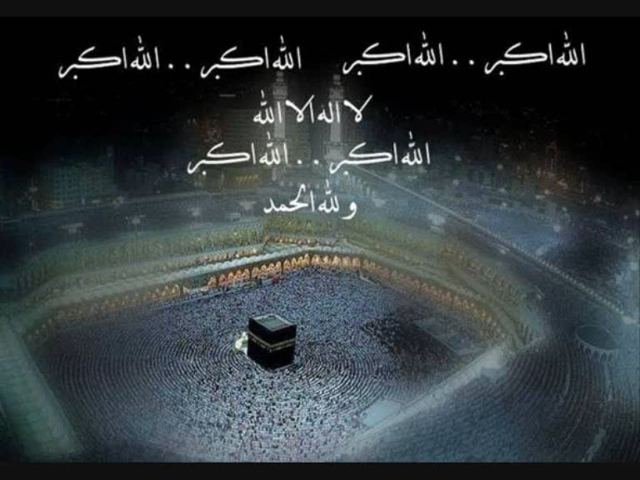 الله اكبر . . الله اكبر الله اكبر . . الله اكبر
لا اله الا الله
الله اكبر . . الله اكبر
ولله الحمد